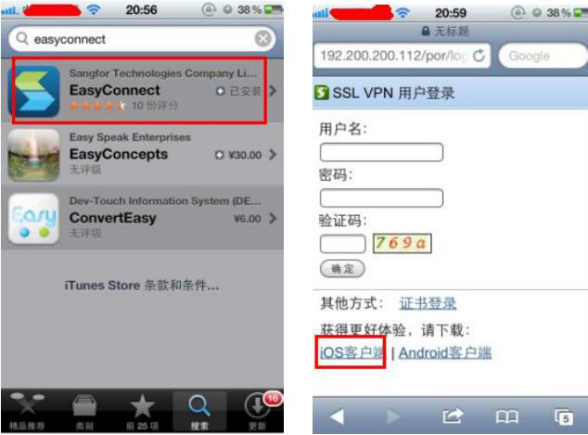 20:56
38%
easyconnect
Sangfor Technologies Company Li...
EasyConnect
已安装
10 份评分
Easy Speak Enterprises
EasyConcepts
¥30.00
无评级
Dev-Touch Information System (DE...
ConvertEasy
¥6.00
无评级
iTunes Store 条款和条件...
16
精品推荐 类别 前 25 项 搜索 更新
20:59
38%
无标题
192.200.200.112/por/log
Google
SSL VPN 用户登录
用户名:
密码:
验证码:
769a
确定
其他方式: 证书登录
获得更好体验，请下载:
iOS客户端 | Android客户端
5